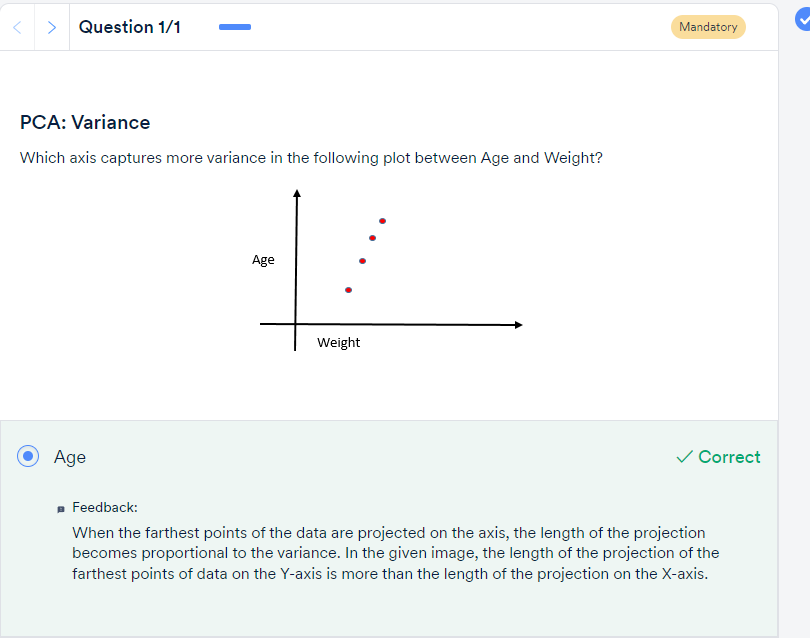 Question 1/1
Mandatory
PCA: Variance
Which axis captures more variance in the following plot between Age and Weight?
Age
Weight
Age
Correct
Feedback:
When the farthest points of the data are projected on the axis, the length of the projection
becomes proportional to the variance. In the given image, the length of the projection of the
farthest points of data on the Y-axis is more than the length of the projection on the X-axis.